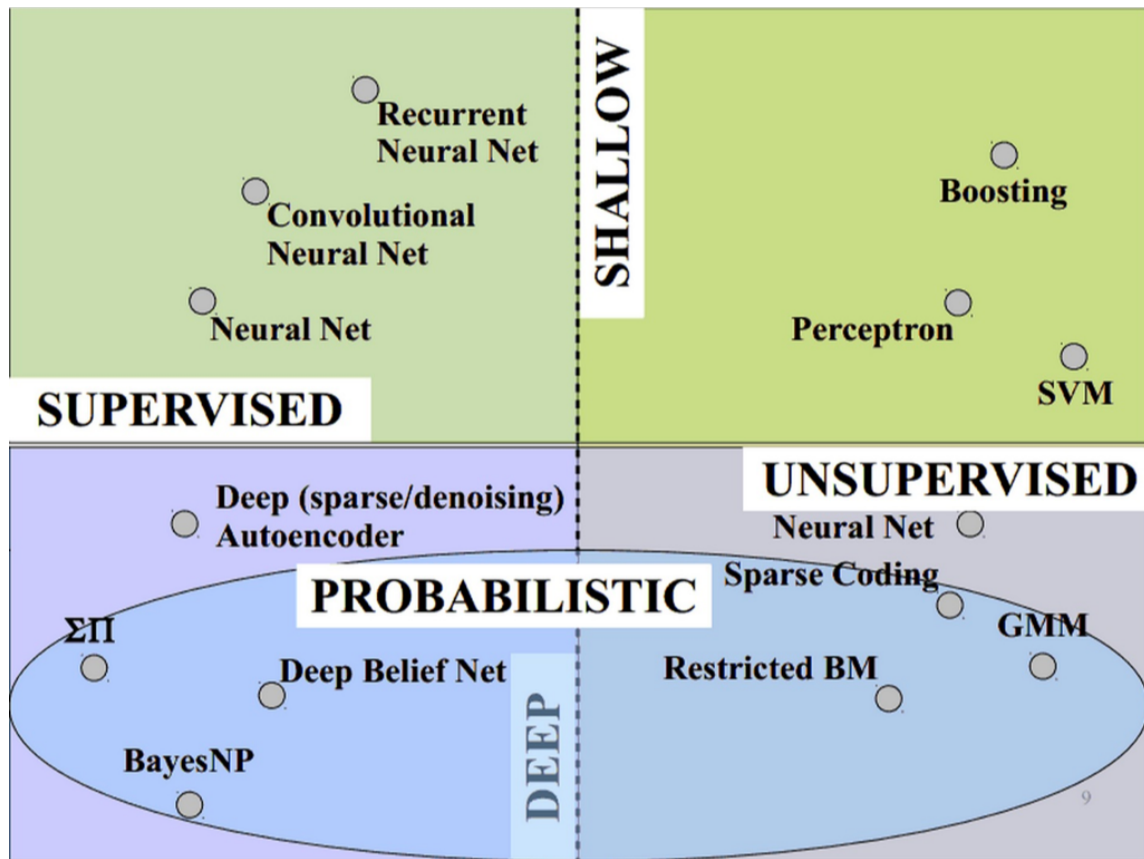 SHALLOW
Recurrent
Neural Net
Boosting
Convolutional
Neural Net
Neural Net
Perceptron
SVM
SUPERVISED
UNSUPERVISED
Deep (sparse/denoising)
Autoencoder
Neural Net
Sparse Coding
PROBABILISTIC
ΣΠ
GMM
Deep Belief Net
Restricted BM
BayesNP
DEEP
9